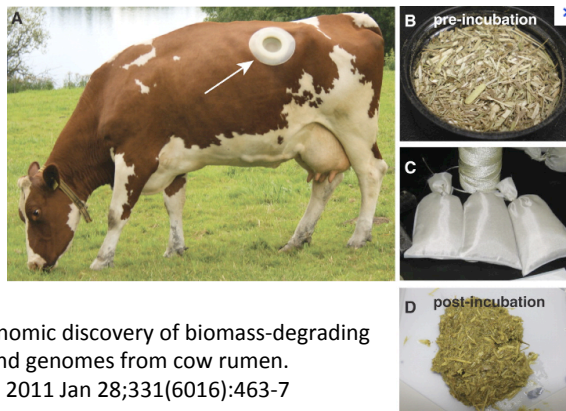 A
B
pre-incubation
C
D
post-incubation
nomic discovery of biomass-degrading
nd genomes from cow rumen.
2011 Jan 28;331(6016):463-7